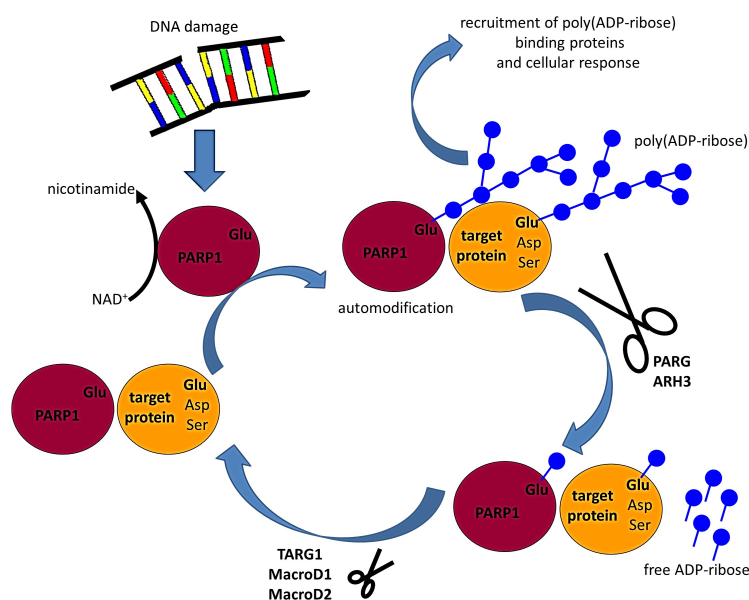 DNA damage
recruitment of poly(ADP-ribose)
binding proteins
and cellular response
poly(ADP-ribose)
nicotinamide
Glu
PARP1
NAD⁺
Glu
PARP1
Glu
target
Asp
protein
Ser
automodification
PARG
ARH3
Glu
PARP1
Glu
target
Asp
protein
Ser
Glu
PARP1
Glu
target
Asp
protein
Ser
free ADP-ribose
TARG1
MacroD1
MacroD2